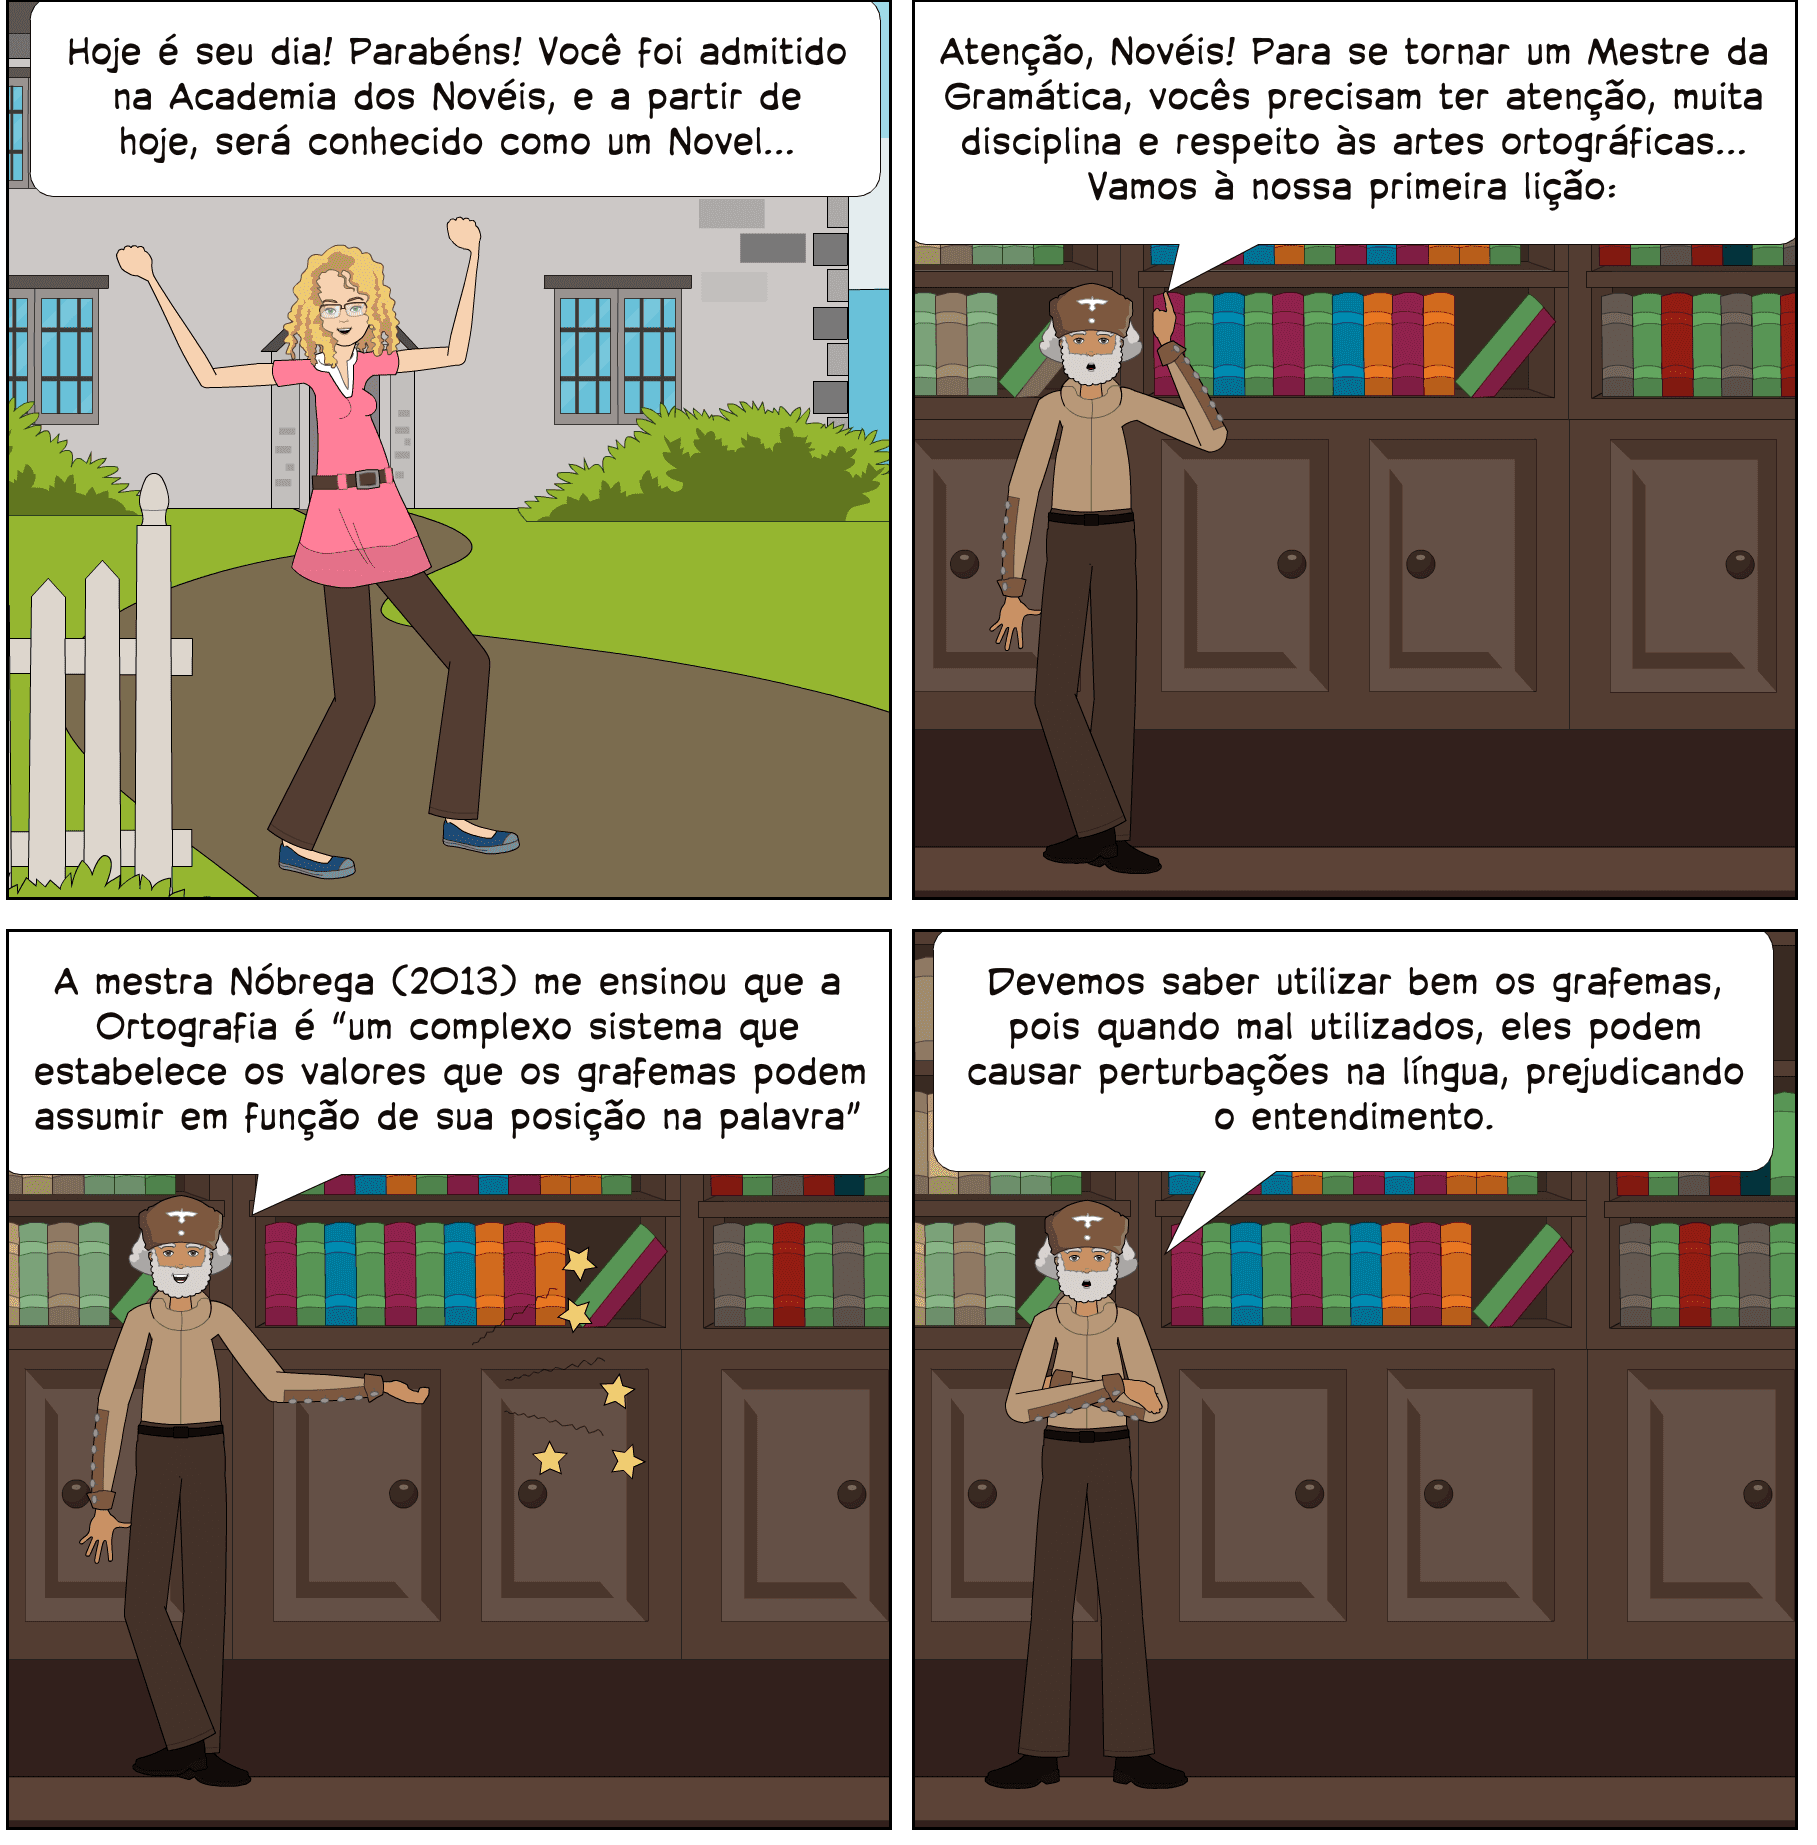 Hoje é seu dia! Parabéns! Você foi admitido
na Academia dos Novéis, e a partir de
hoje, será conhecido como um Novel...
Atenção, Novéis! Para se tornar um Mestre da
Gramática, vocês precisam ter atenção, muita
disciplina e respeito às artes ortográficas...
Vamos à nossa primeira lição:
A mestra Nóbrega (2013) me ensinou que a
Ortografia é “um complexo sistema que
estabelece os valores que os grafemas podem
assumir em função de sua posição na palavra”
Devemos saber utilizar bem os grafemas,
pois quando mal utilizados, eles podem
causar perturbações na língua, prejudicando
o entendimento.